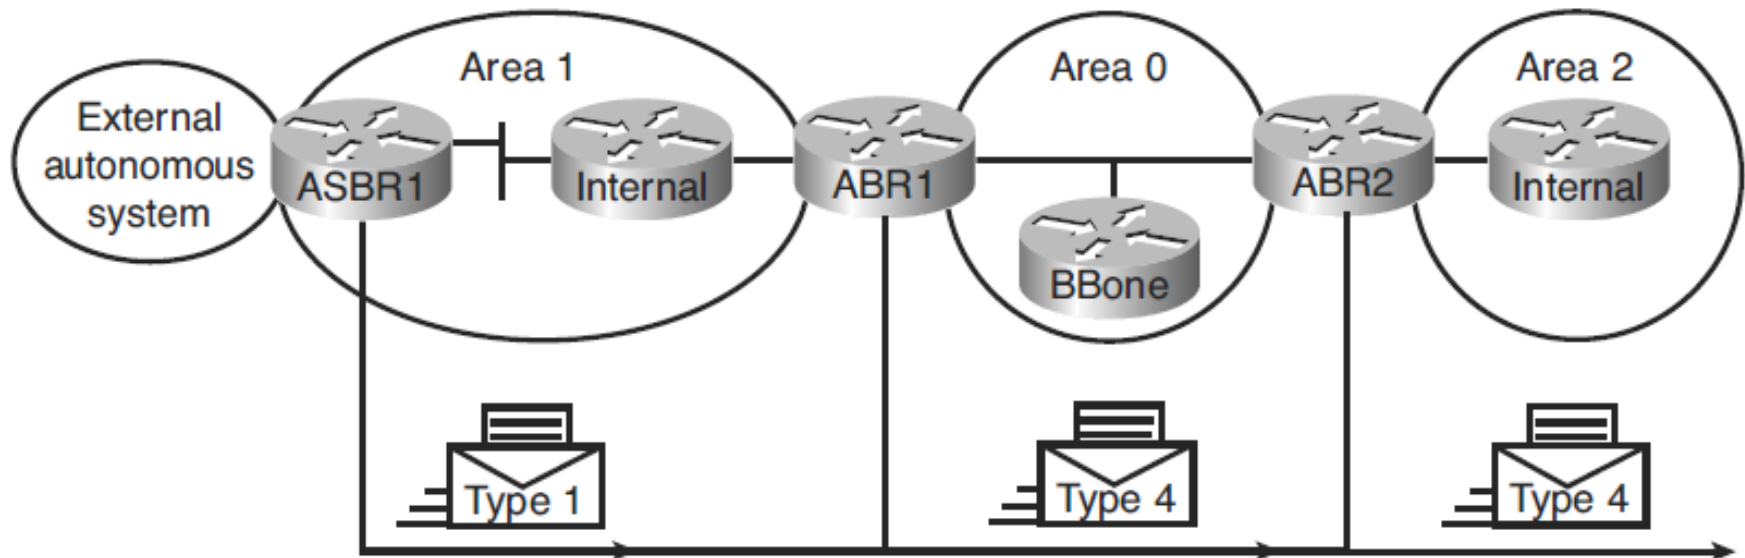 Area 1
Area 0
Area 2
External
autonomous
system
ASBR1
Internal
ABR1
ABR2
Internal
BBone
Type 1
Type 4
Type 4